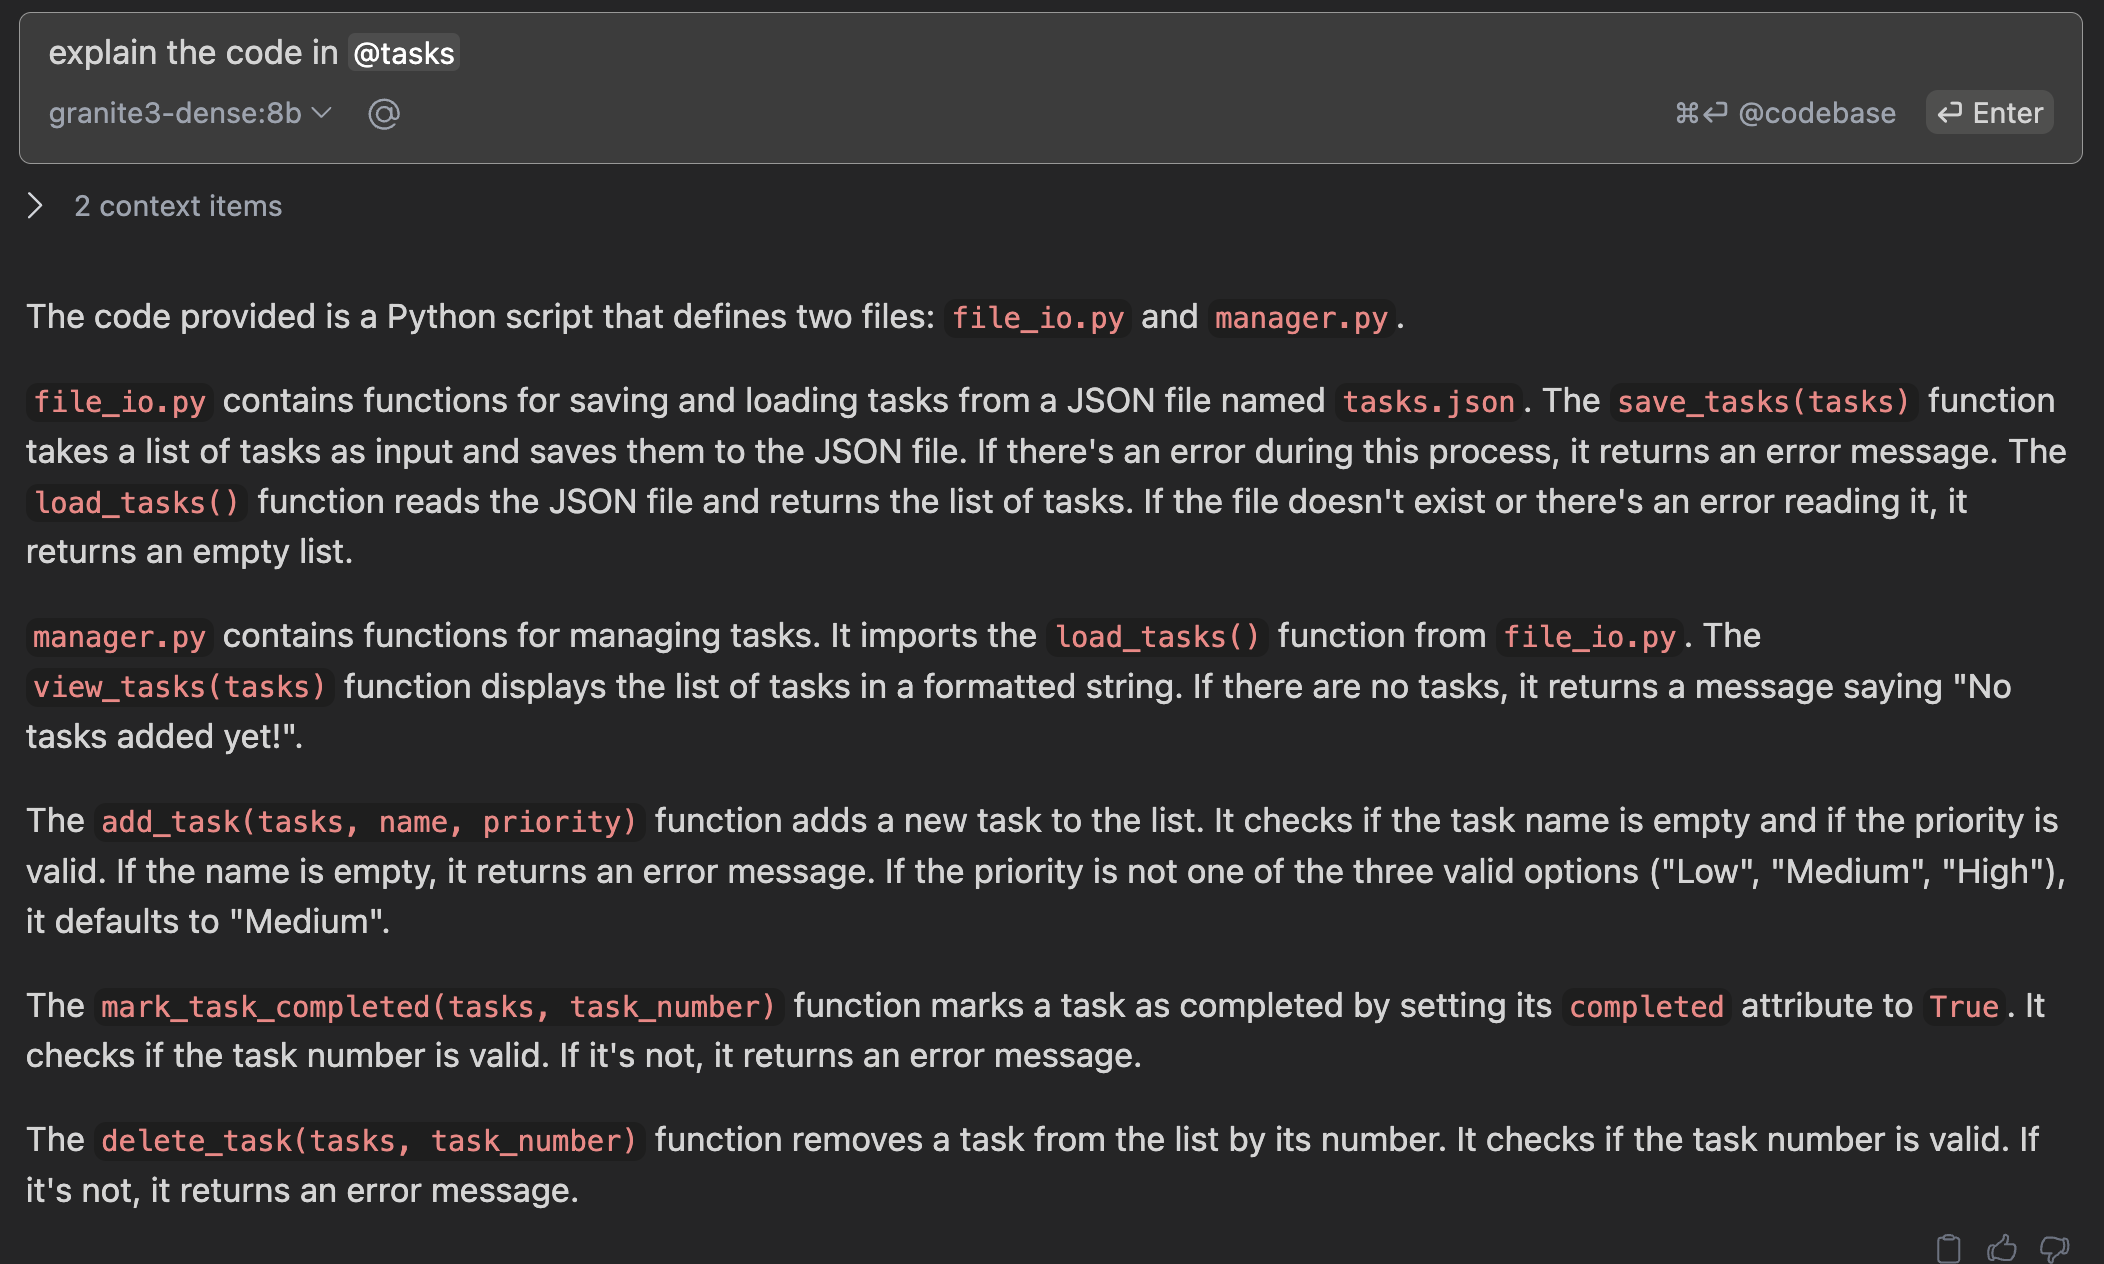 explain the code in @tasks
granite3-dense:8b @ ⌘⏎ @codebase ⏎ Enter
2 context items
The code provided is a Python script that defines two files: file_io.py and manager.py.
file_io.py contains functions for saving and loading tasks from a JSON file named tasks.json. The save_tasks(tasks) function
takes a list of tasks as input and saves them to the JSON file. If there's an error during this process, it returns an error message. The
load_tasks() function reads the JSON file and returns the list of tasks. If the file doesn't exist or there's an error reading it, it
returns an empty list.
manager.py contains functions for managing tasks. It imports the load_tasks() function from file_io.py. The
view_tasks(tasks) function displays the list of tasks in a formatted string. If there are no tasks, it returns a message saying "No
tasks added yet!".
The add_task(tasks, name, priority) function adds a new task to the list. It checks if the task name is empty and if the priority is
valid. If the name is empty, it returns an error message. If the priority is not one of the three valid options ("Low", "Medium", "High"),
it defaults to "Medium".
The mark_task_completed(tasks, task_number) function marks a task as completed by setting its completed attribute to True. It
checks if the task number is valid. If it's not, it returns an error message.
The delete_task(tasks, task_number) function removes a task from the list by its number. It checks if the task number is valid. If
it's not, it returns an error message.